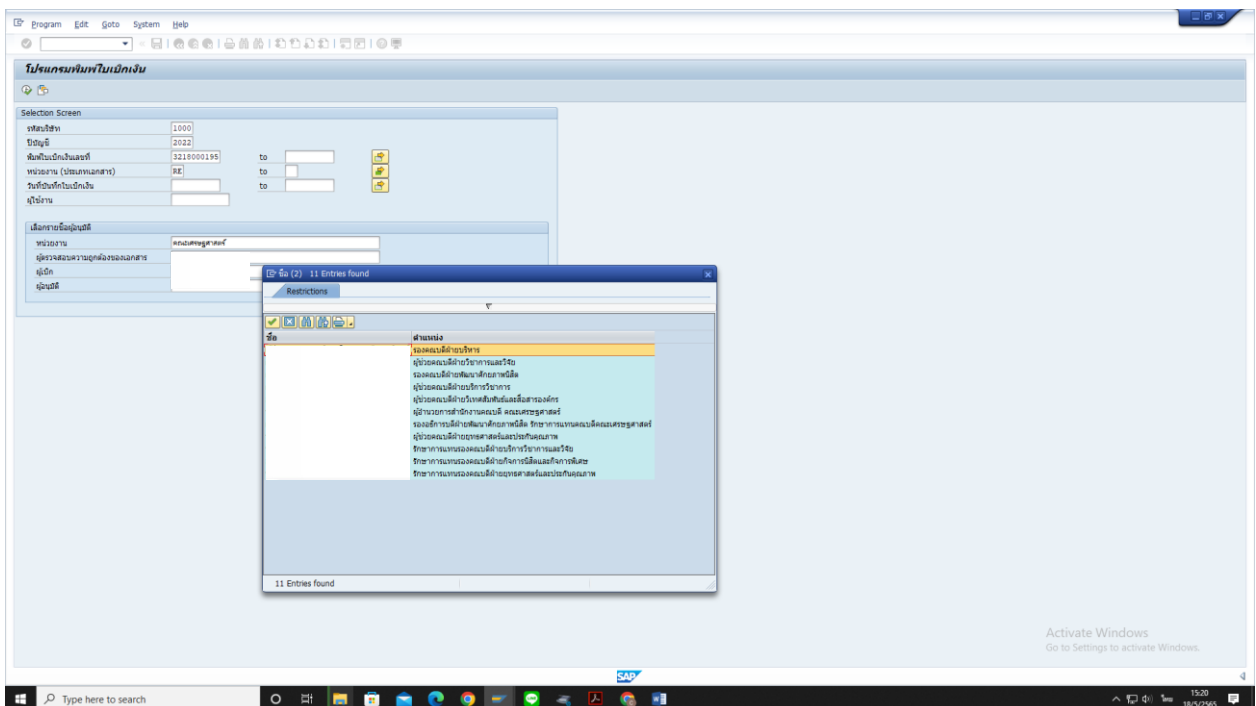 Program Edit Goto System Help
โปรแกรมพิมพ์ใบเบิกเงิน
Selection Screen
รหัสบริษัท 1000
ปีบัญชี 2022
พิมพ์ใบเบิกเงินเลขที่ 3218000195 to
หน่วยงาน (ประเภทเอกสาร) RE to
วันที่บันทึกใบเบิกเงิน to
ผู้ใช้งาน
เลือกรายชื่อผู้อนุมัติ
หน่วยงาน คณะเศรษฐศาสตร์
ผู้ตรวจสอบความถูกต้องของเอกสาร
ผู้เบิก
ผู้อนุมัติ
ชื่อ (2) 11 Entries found
Restrictions
ชื่อ ตำแหน่ง
รองคณบดีฝ่ายบริหาร
ผู้ช่วยคณบดีฝ่ายวิชาการและวิจัย
รองคณบดีฝ่ายพัฒนาศักยภาพนิสิต
ผู้ช่วยคณบดีฝ่ายบริการวิชาการ
ผู้ช่วยคณบดีฝ่ายวิเทศสัมพันธ์และสื่อสารองค์กร
ผู้อำนวยการสำนักงานคณบดี คณะเศรษฐศาสตร์
รองอธิการบดีฝ่ายพัฒนาศักยภาพนิสิต รักษาการแทนคณบดีคณะเศรษฐศาสตร์
ผู้ช่วยคณบดีฝ่ายยุทธศาสตร์และประกันคุณภาพ
รักษาการแทนรองคณบดีฝ่ายบริการวิชาการและวิจัย
รักษาการแทนรองคณบดีฝ่ายกิจการนิสิตและกิจการพิเศษ
รักษาการแทนรองคณบดีฝ่ายยุทธศาสตร์และประกันคุณภาพ
11 Entries found
Activate Windows
Go to Settings to activate Windows.
SAP
Type here to search
ไทย 15:20
18/5/2565